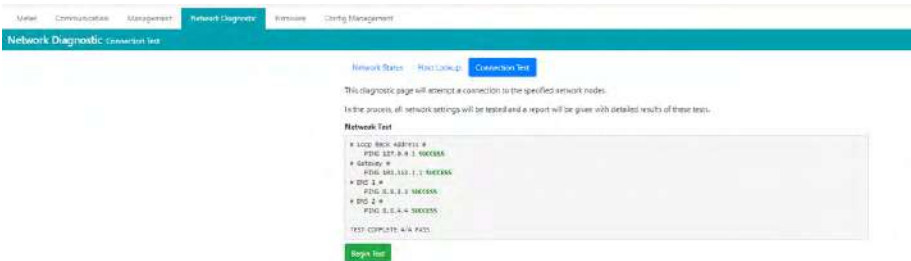 Meter Communication Management Network Diagnostic Firmware Config Management
Network Diagnostic Connection Test
Network Status Host Lookup Connection Test
This diagnostic page will attempt a connection to the specified network nodes.
In the process, all network settings will be tested and a report will be given with detailed results of these tests.
Network Test
# Loop Back Address #
PING 127.0.0.1 SUCCESS
# Gateway #
PING SUCCESS
# DNS 1 #
PING SUCCESS
# DNS 2 #
PING 8.8.4.4 SUCCESS
TEST COMPLETE 4/4 PASS
Begin Test